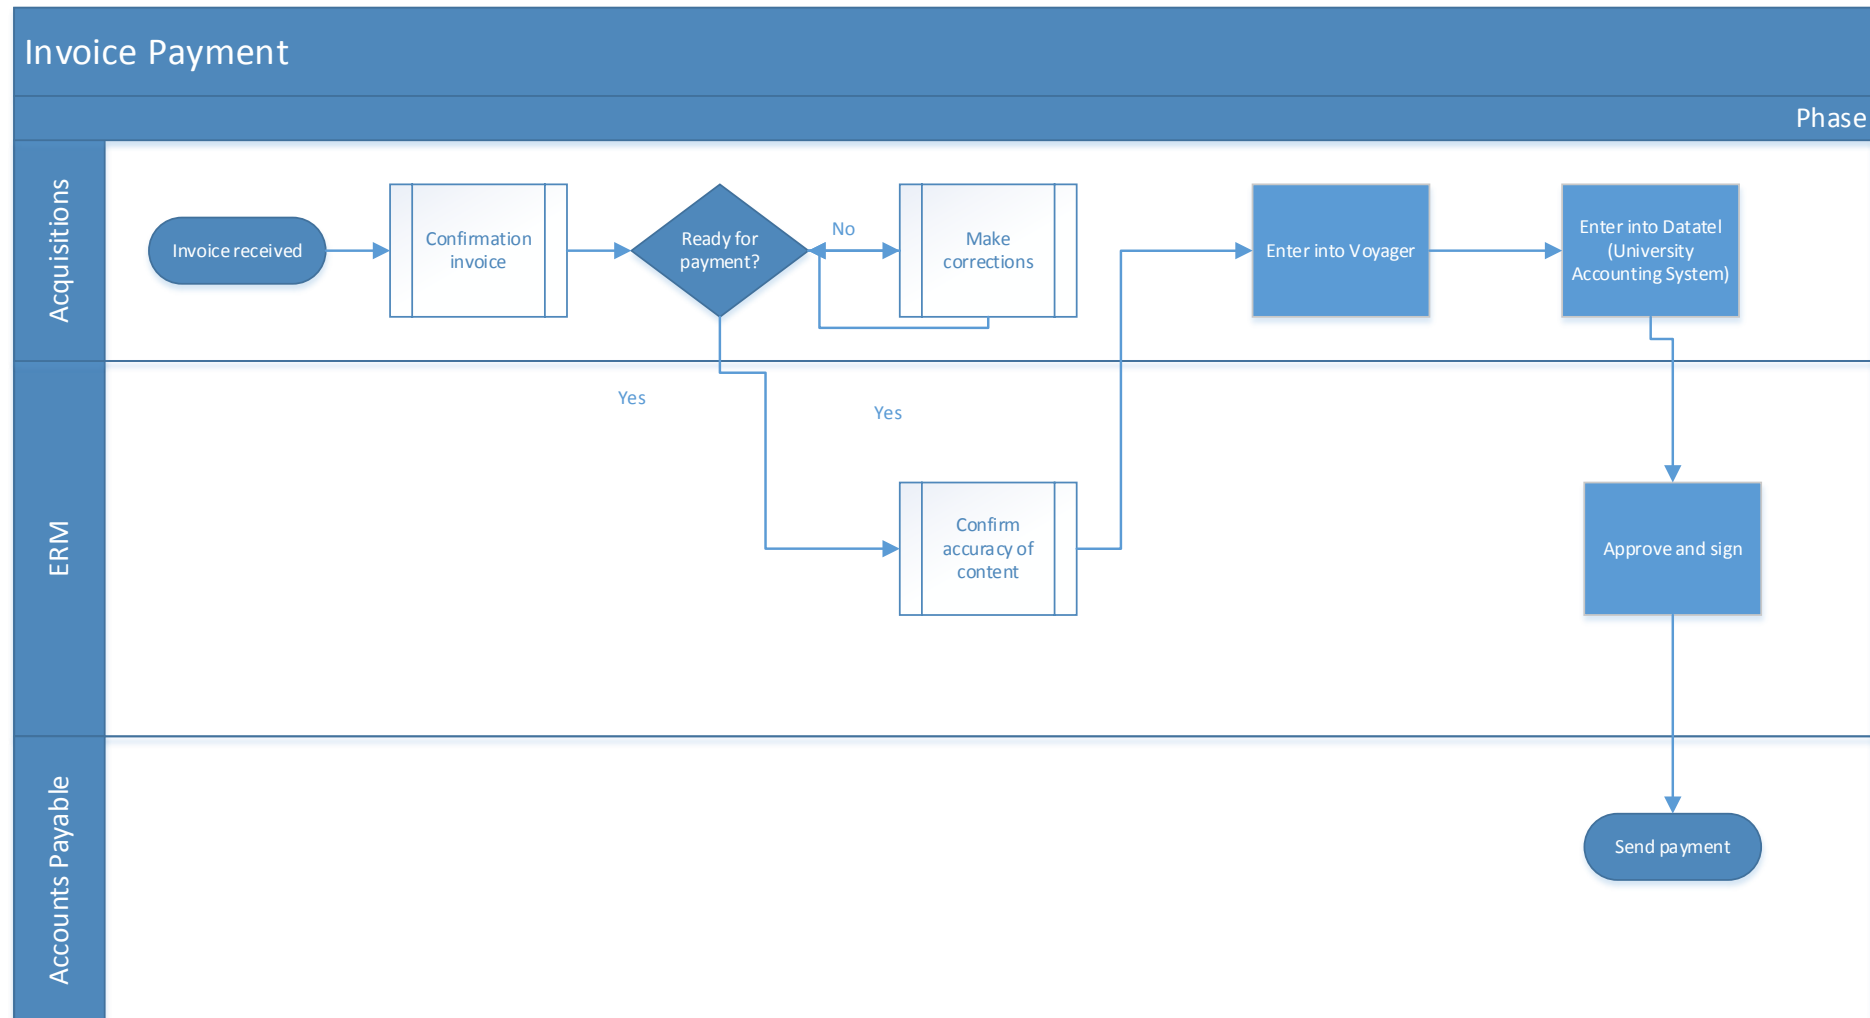 Invoice Payment
Phase
Acquisitions
Invoice received
Confirmation
invoice
Ready for
payment?
No
Make
corrections
Enter into Voyager
Enter into Datatel
(University
Accounting System)
ERM
Yes
Yes
Confirm
accuracy of
content
Approve and sign
Accounts Payable
Send payment